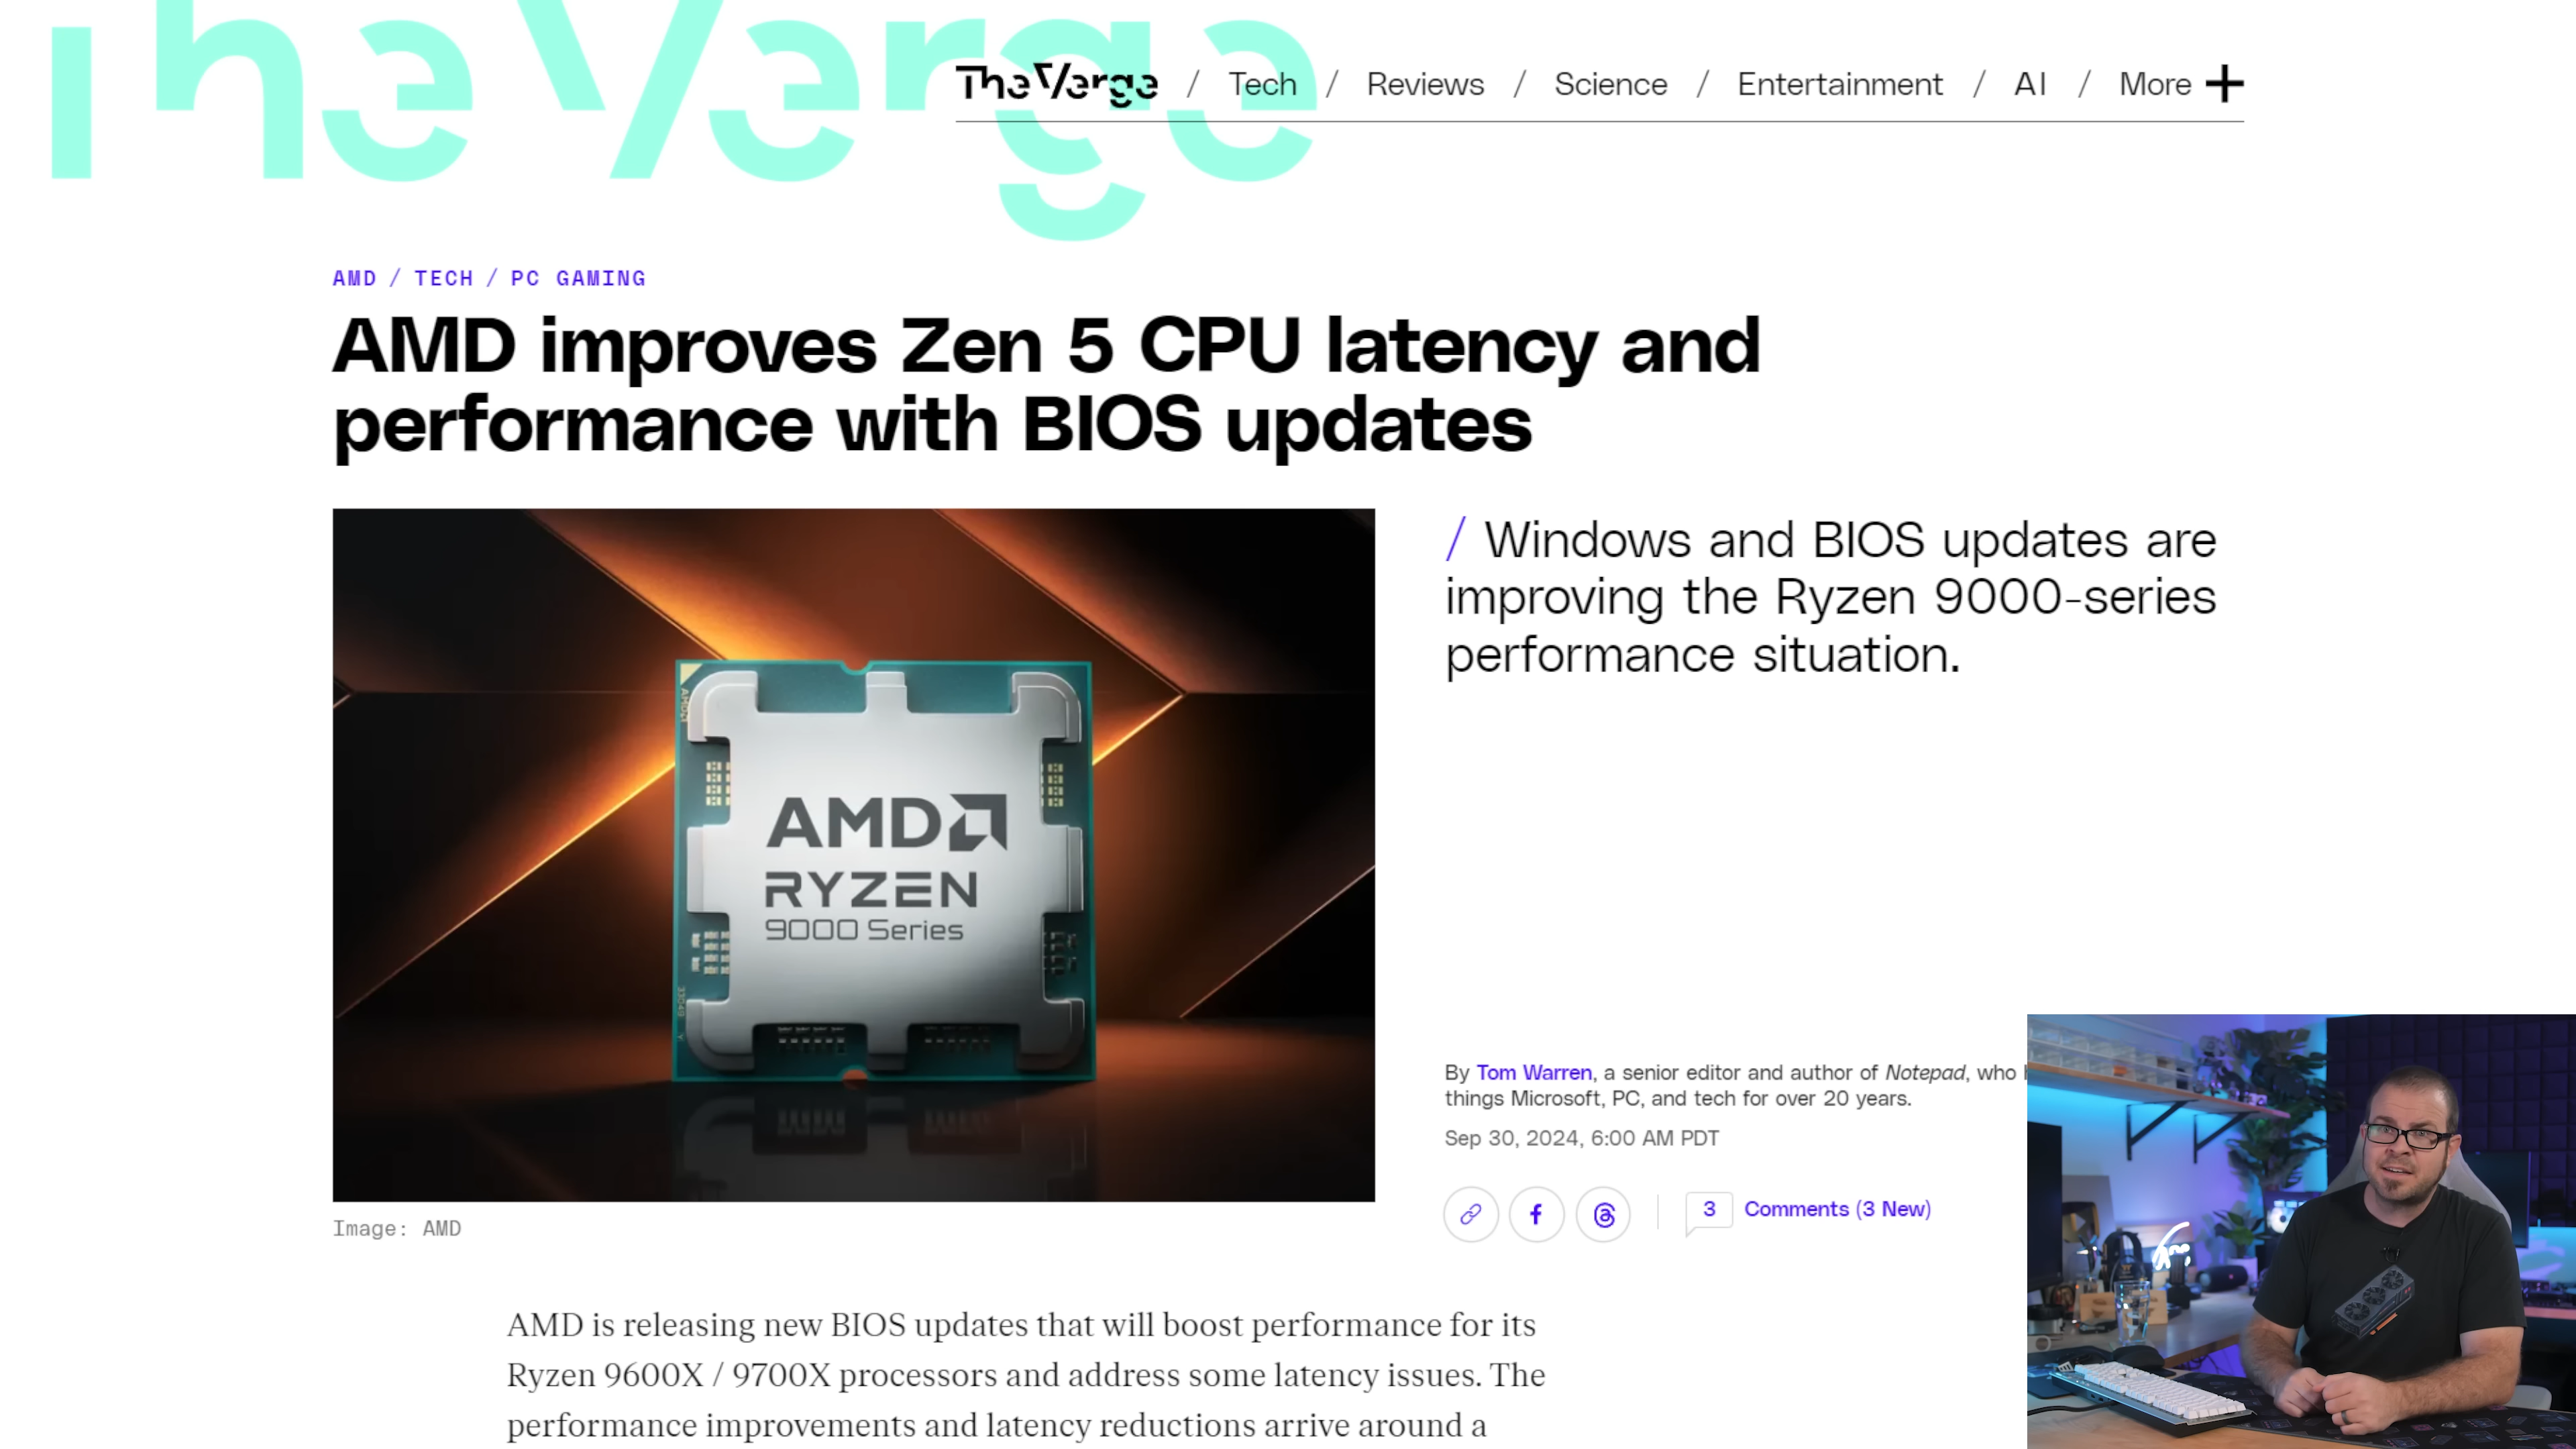 The Verge
The Verge / Tech / Reviews / Science / Entertainment / AI / More +
AMD / TECH / PC GAMING
AMD improves Zen 5 CPU latency and
performance with BIOS updates
/ Windows and BIOS updates are
improving the Ryzen 9000-series
performance situation.
AMD
RYZEN
9000 Series
By Tom Warren, a senior editor and author of Notepad, who
things Microsoft, PC, and tech for over 20 years.
Sep 30, 2024, 6:00 AM PDT
3 Comments (3 New)
Image: AMD
AMD is releasing new BIOS updates that will boost performance for its
Ryzen 9600X / 9700X processors and address some latency issues. The
performance improvements and latency reductions arrive around a